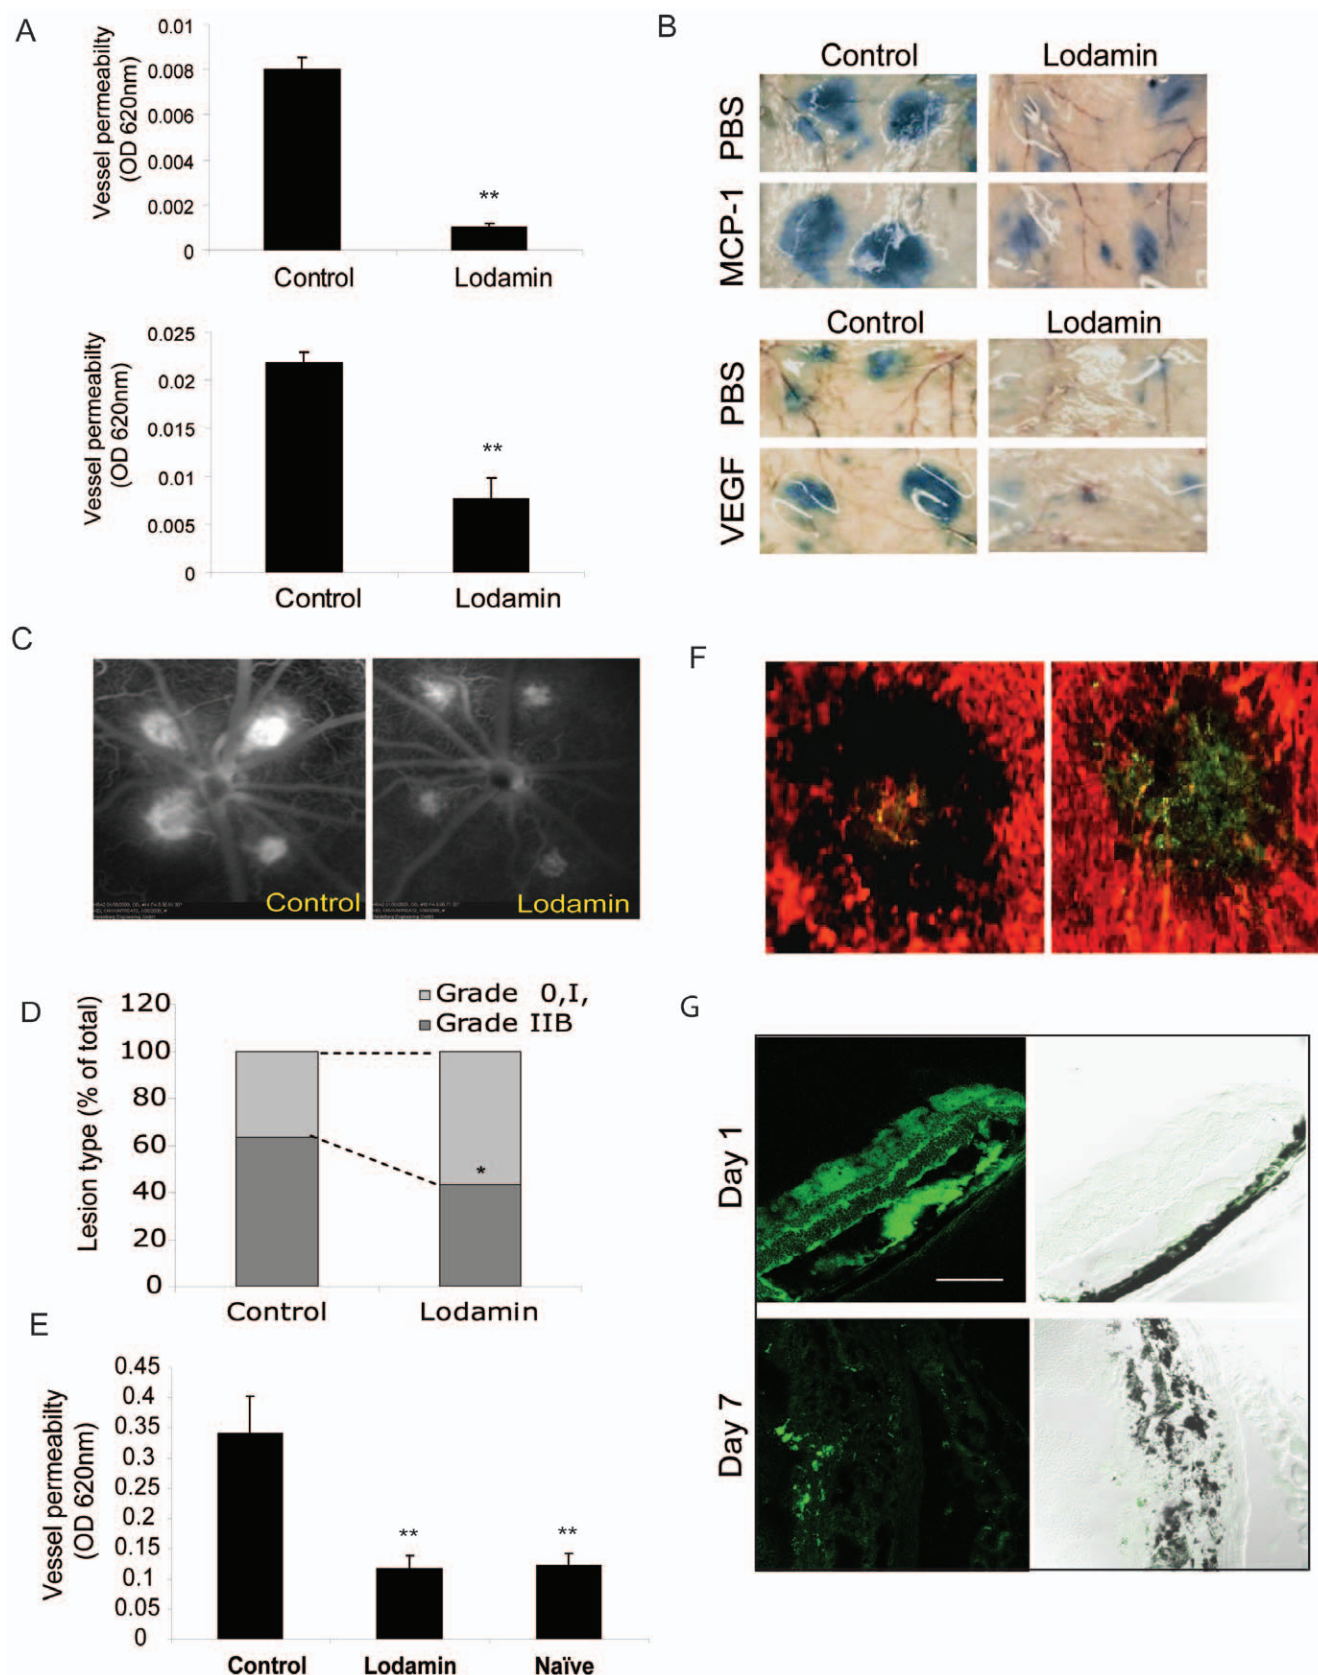 A
Vessel permeabilty
(OD 620nm)
0.01
0.008
0.006
0.004
0.002
0
**
Control
Lodamin
Vessel permeabilty
(OD 620nm)
0.025
0.02
0.015
0.01
0.005
0
**
Control
Lodamin
B
Control
Lodamin
PBS
MCP-1
Control
Lodamin
PBS
VEGF
C
Control
Lodamin
D
Lesion type (% of total)
120
100
80
60
40
20
0
Grade 0,I,
Grade IIB
*
Control
Lodamin
E
Vessel permeabilty
(OD 620nm)
0.45
0.4
0.35
0.3
0.25
0.2
0.15
0.1
0.05
0
**
**
Control
Lodamin
Naïve
F
G
Day 1
Day 7